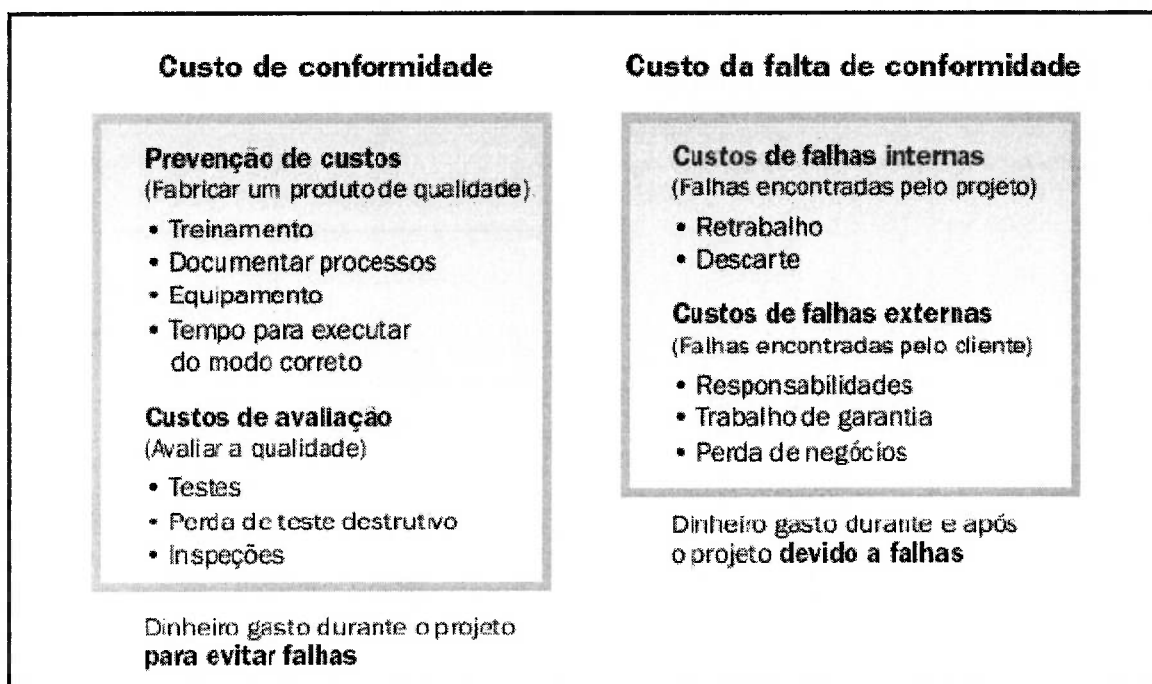 Custo de conformidade
Prevenção de custos
(Fabricar um produto de qualidade)
• Treinamento
• Documentar processos
• Equipamento
• Tempo para executar
do modo correto
Custos de avaliação
(Avaliar a qualidade)
• Testes
• Perda de teste destrutivo
• Inspeções
Dinheiro gasto durante o projeto
para evitar falhas
Custo da falta de conformidade
Custos de falhas internas
(Falhas encontradas pelo projeto)
• Retrabalho
• Descarte
Custos de falhas externas
(Falhas encontradas pelo cliente)
• Responsabilidades
• Trabalho de garantia
• Perda de negócios
Dinheiro gasto durante e após
o projeto devido a falhas